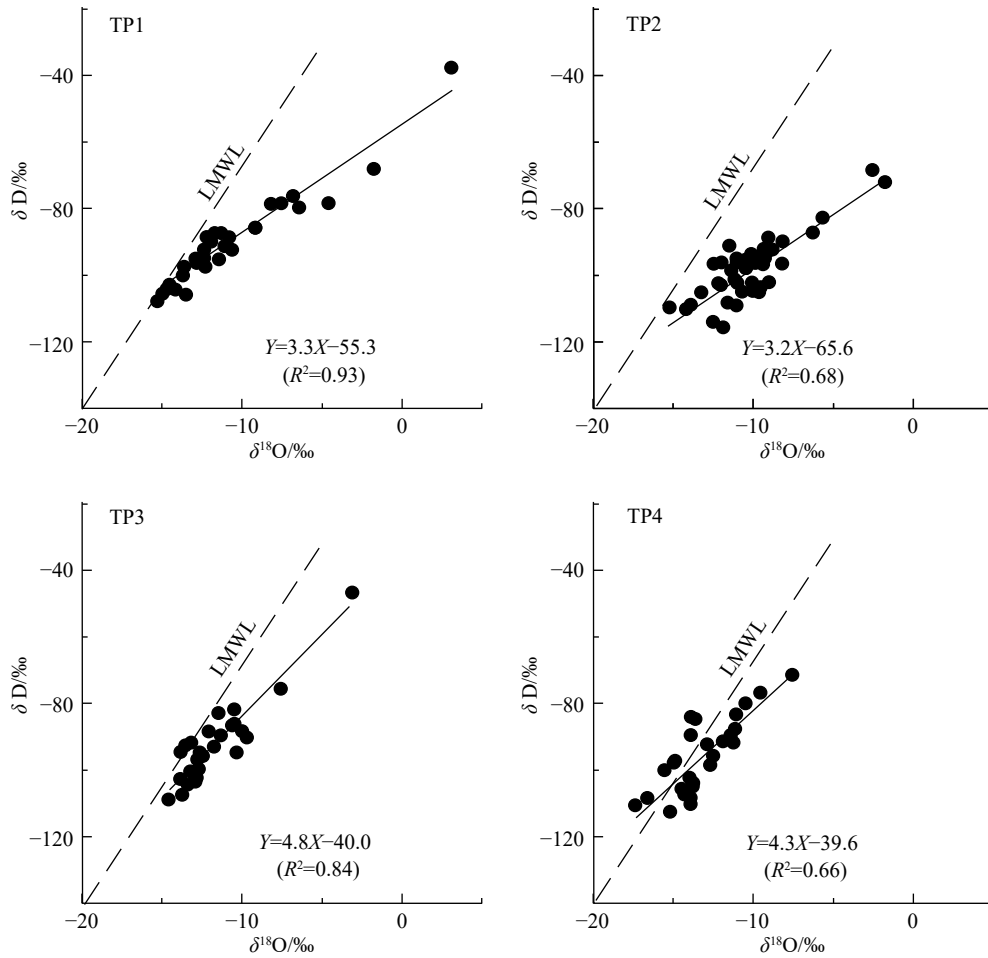 TP1
−40
−80
−120
δ D/‰
LMWL
Y=3.3X−55.3
(R²=0.93)
−20
−10
0
δ¹⁸O/‰
TP2
−40
−80
−120
δ D/‰
LMWL
Y=3.2X−65.6
(R²=0.68)
−20
−10
0
δ¹⁸O/‰
TP3
−40
−80
−120
δ D/‰
LMWL
Y=4.8X−40.0
(R²=0.84)
−20
−10
0
δ¹⁸O/‰
TP4
−40
−80
−120
δ D/‰
LMWL
Y=4.3X−39.6
(R²=0.66)
−20
−10
0
δ¹⁸O/‰